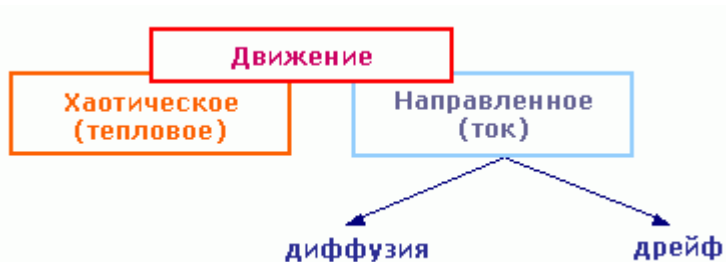 Движение
Хаотическое
(тепловое)
Направленное
(ток)
диффузия
дрейф